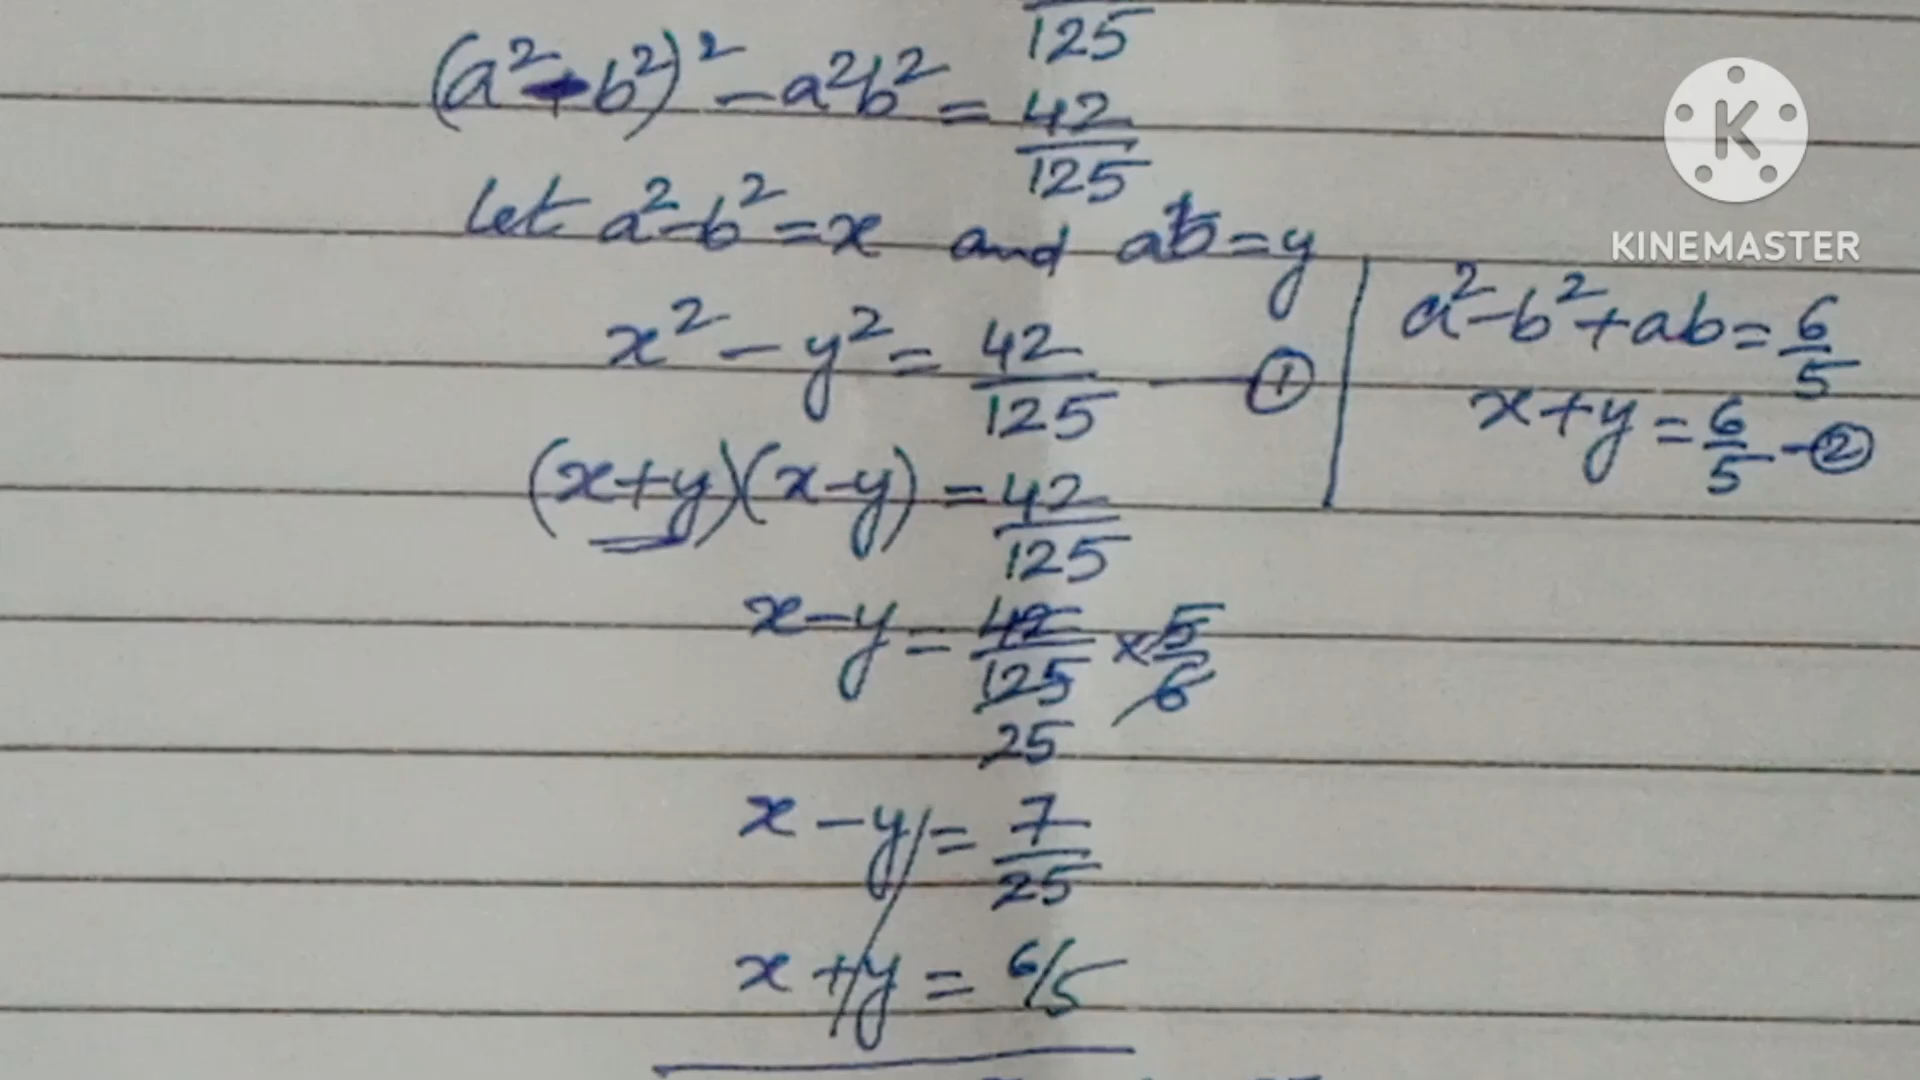 125
(a²-b²)² - a²b² = 42/125
Let a²-b² = x and ab = y
x² - y² = 42/125 — ①
(x+y)(x-y) = 42/125
x-y = 42/125 × 5/6
25
x - y = 7/25
x + y = 6/5
a²-b²+ab = 6/5
x+y = 6/5 - ②
K
KINEMASTER